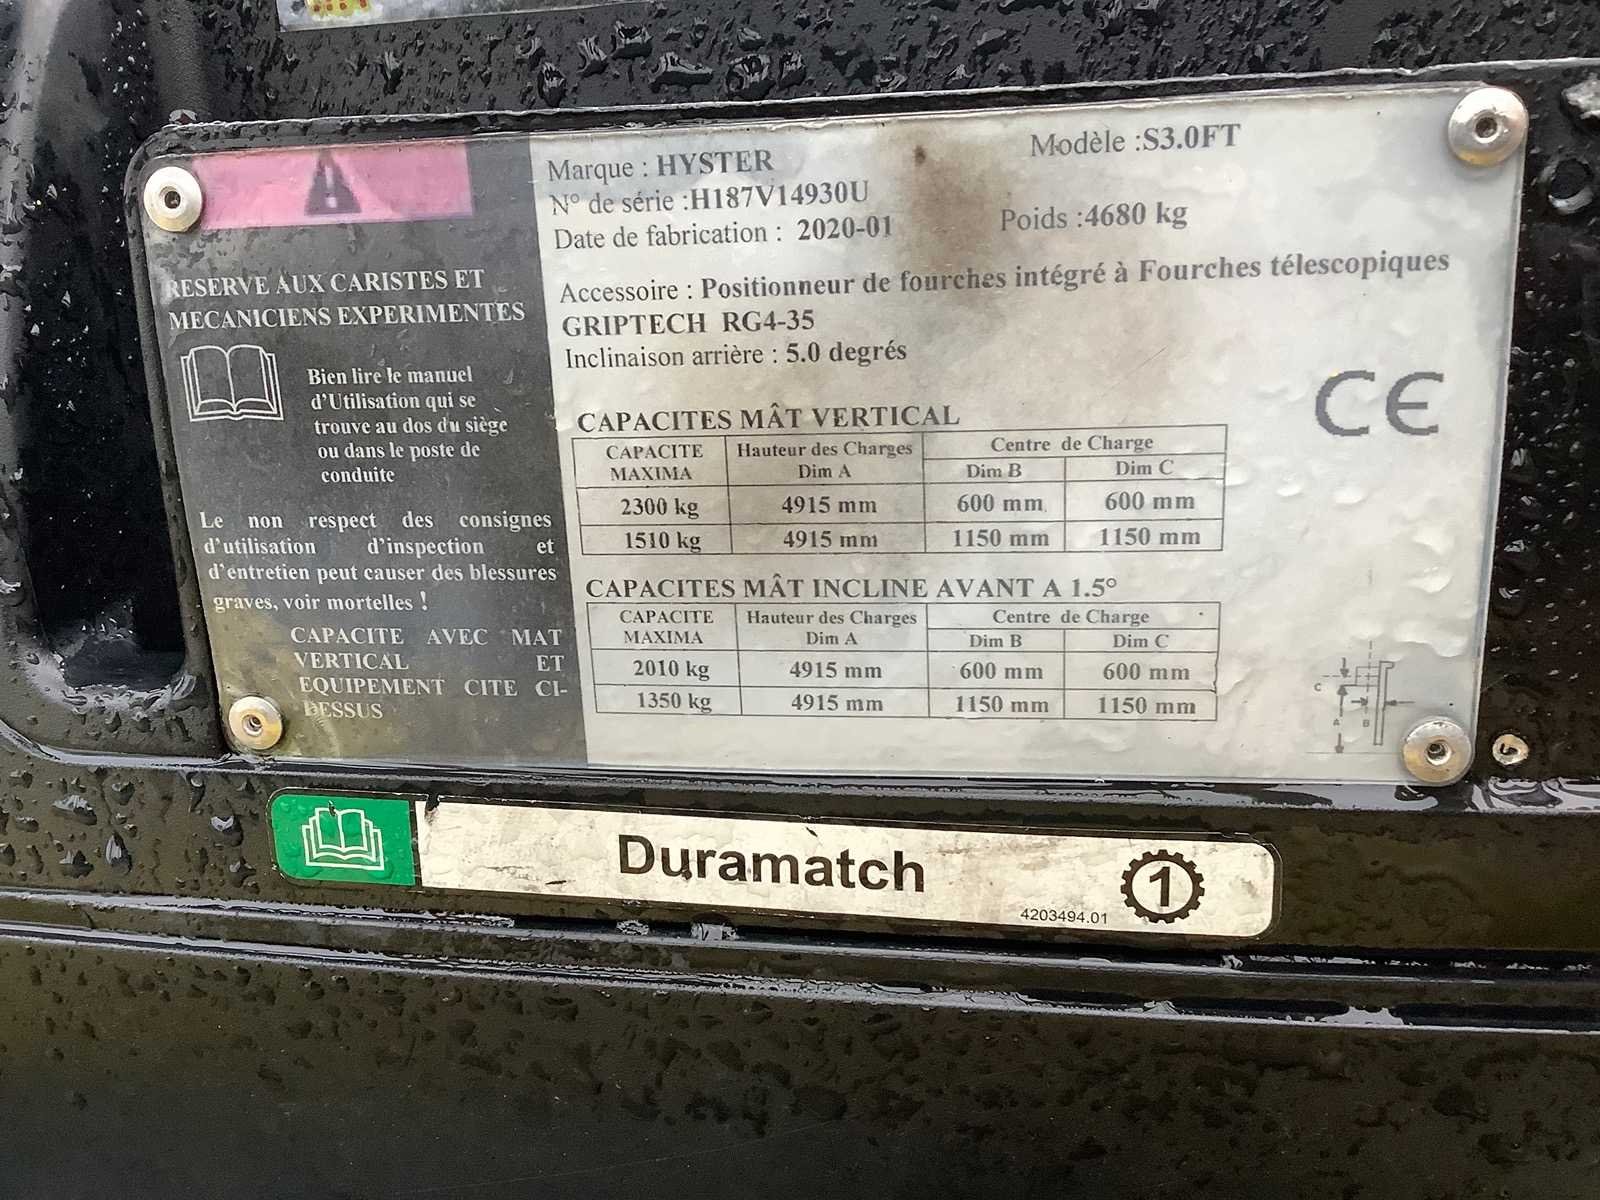 RESERVE AUX CARISTES ET
MECANICIENS EXPERIMENTES
Bien lire le manuel
d'Utilisation qui se
trouve au dos du siège
ou dans le poste de
conduite
Le non respect des consignes
d'utilisation d'inspection et
d'entretien peut causer des blessures
graves, voir mortelles !
CAPACITE AVEC MAT
VERTICAL ET
EQUIPEMENT CITE CI-
DESSUS
Marque : HYSTER Modèle :S3.0FT
N° de série :H187V14930U
Date de fabrication : 2020-01 Poids :4680 kg
Accessoire : Positionneur de fourches intégré à Fourches télescopiques
GRIPTECH RG4-35
Inclinaison arrière : 5.0 degrés
CE
CAPACITES MÂT VERTICAL
CAPACITE MAXIMA Hauteur des Charges Dim A Centre de Charge
Dim B Dim C
2300 kg 4915 mm 600 mm 600 mm
1510 kg 4915 mm 1150 mm 1150 mm
CAPACITES MÂT INCLINE AVANT A 1.5°
CAPACITE MAXIMA Hauteur des Charges Dim A Centre de Charge
Dim B Dim C
2010 kg 4915 mm 600 mm 600 mm
1350 kg 4915 mm 1150 mm 1150 mm
C
A B
Duramatch
4203494.01
1